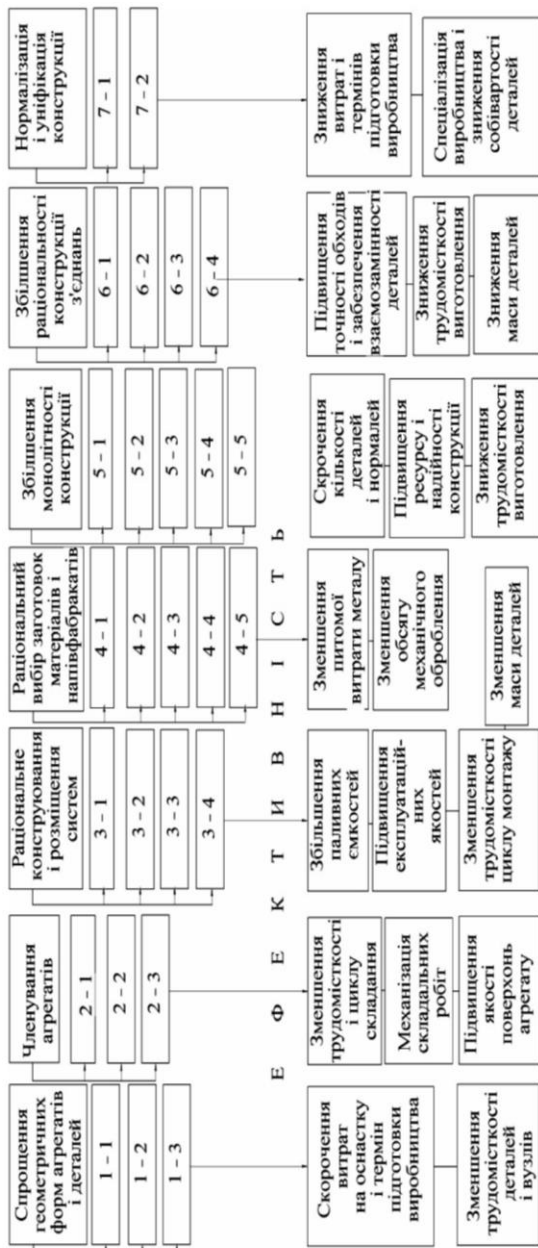 Спрощення
геометричних
форм агрегатів
і деталей
1 – 1
1 – 2
1 – 3
Членування
агрегатів
2 – 1
2 – 2
2 – 3
Раціональне
конструювання
і розміщення
систем
3 – 1
3 – 2
3 – 3
3 – 4
Раціональний
вибір заготовок
матеріалів і
напівфабракатів
4 – 1
4 – 2
4 – 3
4 – 4
4 – 5
Збілшення
монолітності
конструкції
5 – 1
5 – 2
5 – 3
5 – 4
5 – 5
Збілшення
раціональності
конструкції
з'єднань
6 – 1
6 – 2
6 – 3
6 – 4
Нормалізація
і уніфікація
конструкції
7 – 1
7 – 2
Е Ф Е К Т И В Н І С Т Ь
Скорочення
витрат
на оснастку
і термін
підготовки
виробництва
Зменшення
трудомісткості
деталей
і вузлів
Зменшення
трудомісткості
і циклу
складання
Механізація
складальних
робіт
Підвищення
якості
поверхонь
агрегату
Збільшення
паливних
ємкостей
Підвищення
експлуатацій-
них
якостей
Зменшення
трудомісткості
циклу монтажу
Зменшення
маси деталей
Зменшення
питомої
витрати металу
Зменшення
обсягу
механічного
оброблення
Скрочення
кількості
деталей
і нормалей
Підвищення
ресурсу і
надійності
конструкції
Зниження
трудомісткості
виготовлення
Підвищення
точності обходів
і забезпечення
взаємозамінності
деталей
Зниження
трудомісткості
виготовлення
Зниження
маси деталей
Зниження
витрат і
термінів
підготовки
виробництва
Спеціалізація
виробництва і
зниження
собівартості
деталей